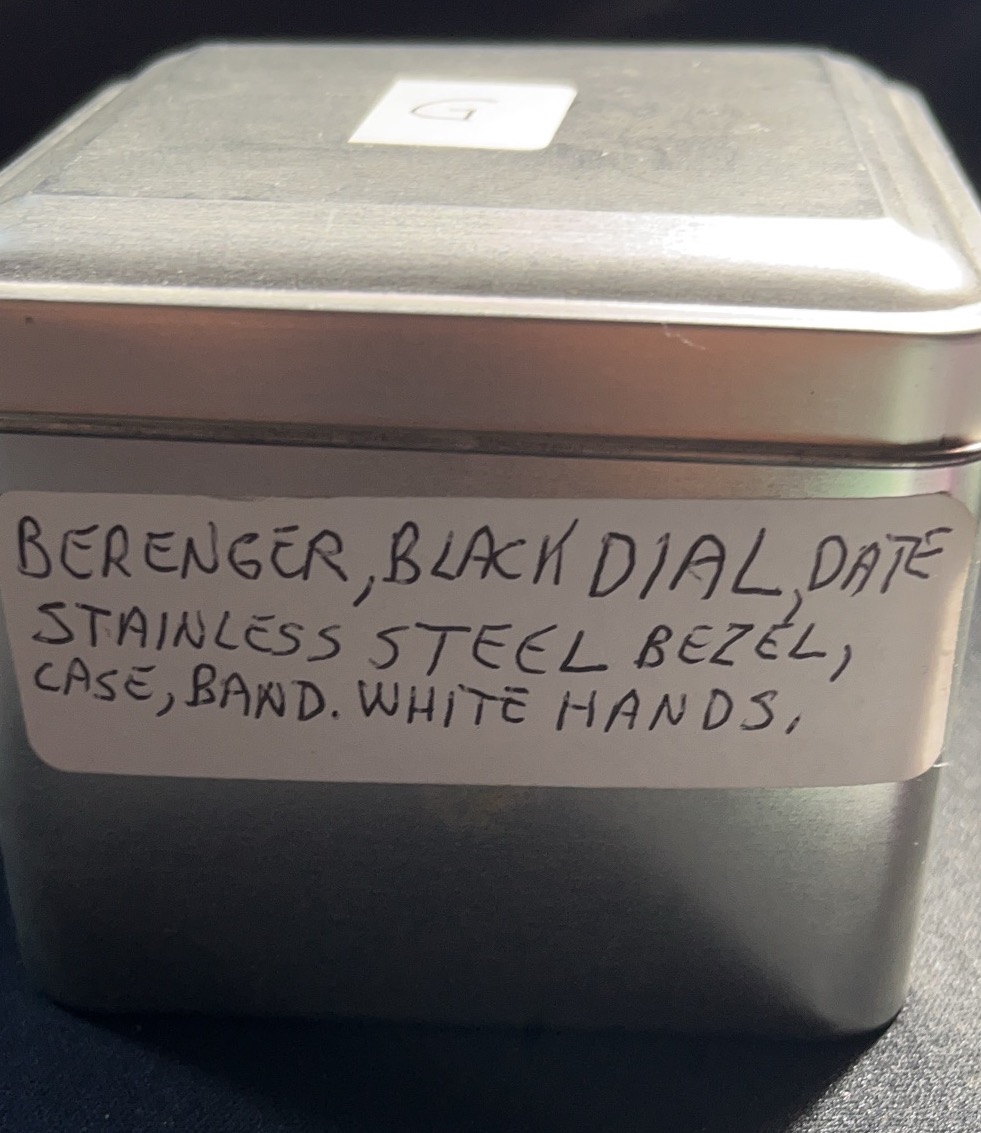 G
BERENGER, BLACK DIAL, DATE
STAINLESS STEEL BEZEL,
CASE, BAND. WHITE HANDS.